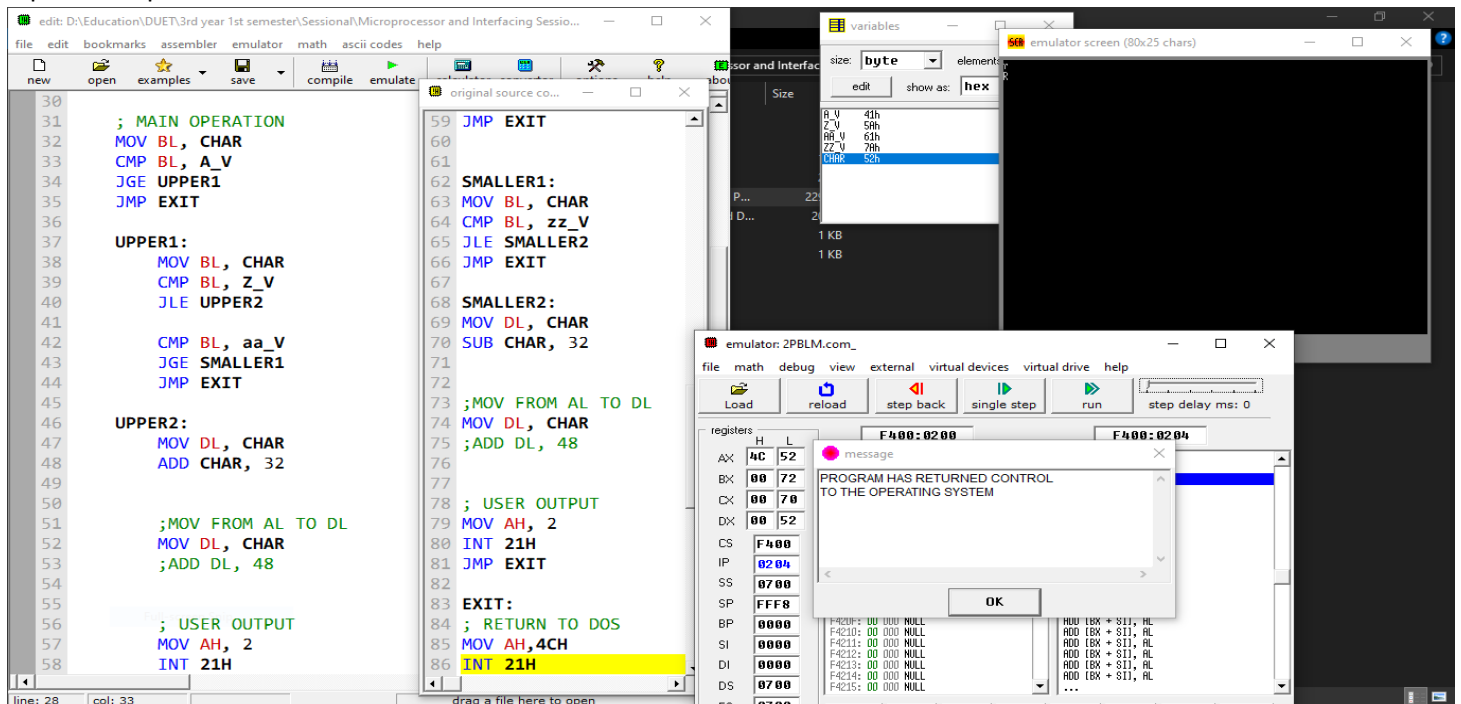 edit: D:\Education\DUET\3rd year 1st semester\Sessional\Microprocessor and Interfacing Sessio...
file edit bookmarks assembler emulator math ascii codes help
new open examples save compile emulate
30
31 ; MAIN OPERATION
32 MOV BL, CHAR
33 CMP BL, A_V
34 JGE UPPER1
35 JMP EXIT
36
37 UPPER1:
38 MOV BL, CHAR
39 CMP BL, Z_V
40 JLE UPPER2
41
42 CMP BL, aa_V
43 JGE SMALLER1
44 JMP EXIT
45
46 UPPER2:
47 MOV DL, CHAR
48 ADD CHAR, 32
49
50
51 ;MOV FROM AL TO DL
52 MOV DL, CHAR
53 ;ADD DL, 48
54
55
56 ; USER OUTPUT
57 MOV AH, 2
58 INT 21H
line: 28 col: 33
drag a file here to open
original source co...
59 JMP EXIT
60
61
62 SMALLER1:
63 MOV BL, CHAR
64 CMP BL, zz_V
65 JLE SMALLER2
66 JMP EXIT
67
68 SMALLER2:
69 MOV DL, CHAR
70 SUB CHAR, 32
71
72
73 ;MOV FROM AL TO DL
74 MOV DL, CHAR
75 ;ADD DL, 48
76
77
78 ; USER OUTPUT
79 MOV AH, 2
80 INT 21H
81 JMP EXIT
82
83 EXIT:
84 ; RETURN TO DOS
85 MOV AH,4CH
86 INT 21H
ssor and Interfac
Size
P... 22
D... 2
1 KB
1 KB
variables
size: byte elements
edit show as: hex
A_V 41h
Z_V 5Ah
AA_V 61h
ZZ_V 7Ah
CHAR 52h
emulator screen (80x25 chars)
r
R
emulator: 2PBLM.com_
file math debug view external virtual devices virtual drive help
Load reload step back single step run step delay ms: 0
registers
H L
F400:0200 F400:0204
AX 4C 52
BX 00 72
CX 00 70
DX 00 52
CS F400
IP 0204
SS 0700
SP FFF8
BP 0000
SI 0000
DI 0000
DS 0700
message
PROGRAM HAS RETURNED CONTROL
TO THE OPERATING SYSTEM
OK
F420F: 00 000 NULL ADD [BX + SI], AL
F4210: 00 000 NULL ADD [BX + SI], AL
F4211: 00 000 NULL ADD [BX + SI], AL
F4212: 00 000 NULL ADD [BX + SI], AL
F4213: 00 000 NULL ADD [BX + SI], AL
F4214: 00 000 NULL ADD [BX + SI], AL
F4215: 00 000 NULL ...